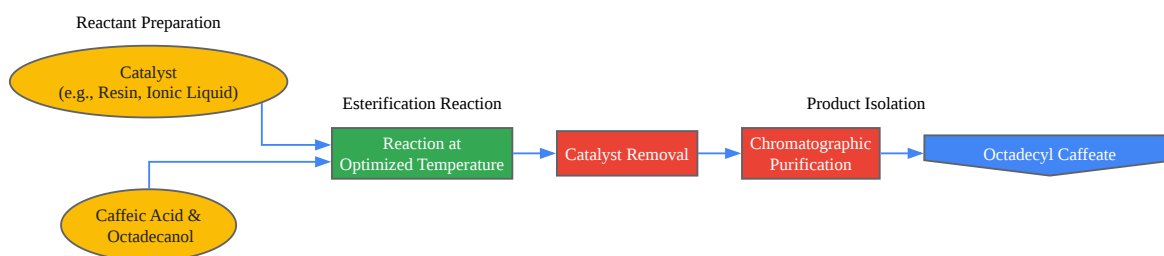 Reactant Preparation
Catalyst
(e.g., Resin, Ionic Liquid)
Caffeic Acid &
Octadecanol
Esterification Reaction
Reaction at
Optimized Temperature
Catalyst Removal
Product Isolation
Chromatographic
Purification
Octadecyl Caffeate